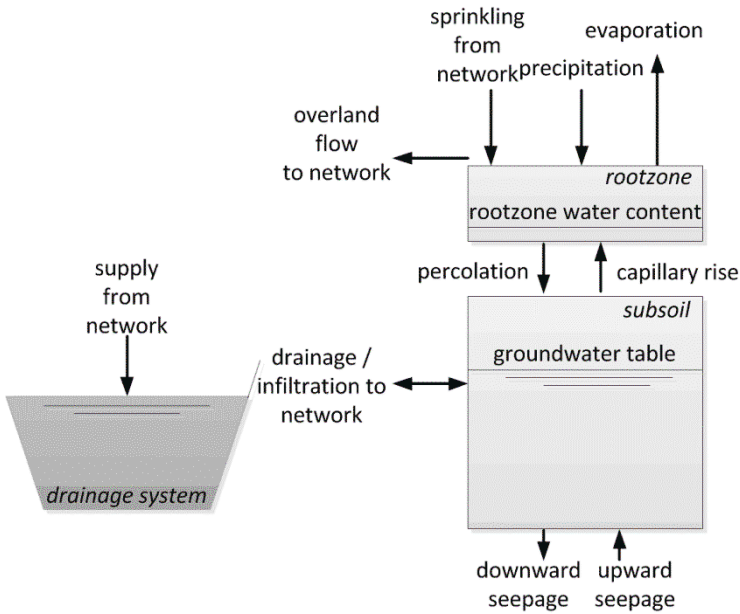 sprinkling
from
network
precipitation
evaporation
overland
flow
to network
rootzone
rootzone water content
percolation
capillary rise
supply
from
network
subsoil
groundwater table
drainage /
infiltration to
network
drainage system
downward
seepage
upward
seepage